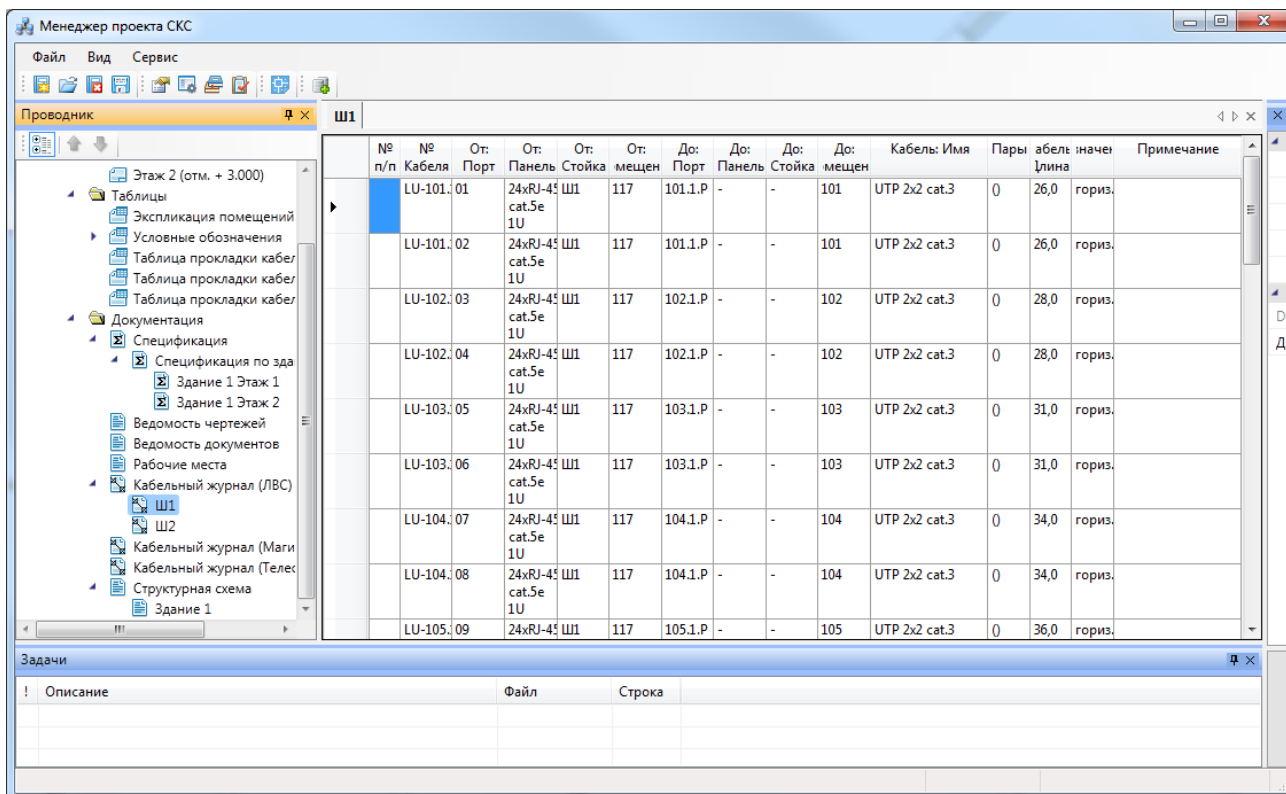 Менеджер проекта СКС
Файл Вид Сервис
Проводник
Этаж 2 (отм. + 3.000)
Таблицы
Экспликация помещений
Условные обозначения
Таблица прокладки кабел
Таблица прокладки кабел
Таблица прокладки кабел
Документация
Спецификация
Спецификация по зда
Здание 1 Этаж 1
Здание 1 Этаж 2
Ведомость чертежей
Ведомость документов
Рабочие места
Кабельный журнал (ЛВС)
Ш1
Ш2
Кабельный журнал (Маги
Кабельный журнал (Телес
Структурная схема
Здание 1
Ш1
№ № От: От: От: От: До: До: До: До: Кабель: Имя Пары абель значен Примечание
п/п Кабеля Порт Панель Стойка омещен Порт Панель Стойка омещен Длина
LU-101. 01 24xRJ-45 Ш1 117 101.1.P - - 101 UTP 2x2 cat.3 () 26,0 гориз.
cat.5e
1U
LU-101. 02 24xRJ-45 Ш1 117 101.1.P - - 101 UTP 2x2 cat.3 () 26,0 гориз.
cat.5e
1U
LU-102. 03 24xRJ-45 Ш1 117 102.1.P - - 102 UTP 2x2 cat.3 () 28,0 гориз.
cat.5e
1U
LU-102. 04 24xRJ-45 Ш1 117 102.1.P - - 102 UTP 2x2 cat.3 () 28,0 гориз.
cat.5e
1U
LU-103. 05 24xRJ-45 Ш1 117 103.1.P - - 103 UTP 2x2 cat.3 () 31,0 гориз.
cat.5e
1U
LU-103. 06 24xRJ-45 Ш1 117 103.1.P - - 103 UTP 2x2 cat.3 () 31,0 гориз.
cat.5e
1U
LU-104. 07 24xRJ-45 Ш1 117 104.1.P - - 104 UTP 2x2 cat.3 () 34,0 гориз.
cat.5e
1U
LU-104. 08 24xRJ-45 Ш1 117 104.1.P - - 104 UTP 2x2 cat.3 () 34,0 гориз.
cat.5e
1U
LU-105. 09 24xRJ-45 Ш1 117 105.1.P - - 105 UTP 2x2 cat.3 () 36,0 гориз.
D
Д
Задачи
! Описание Файл Строка